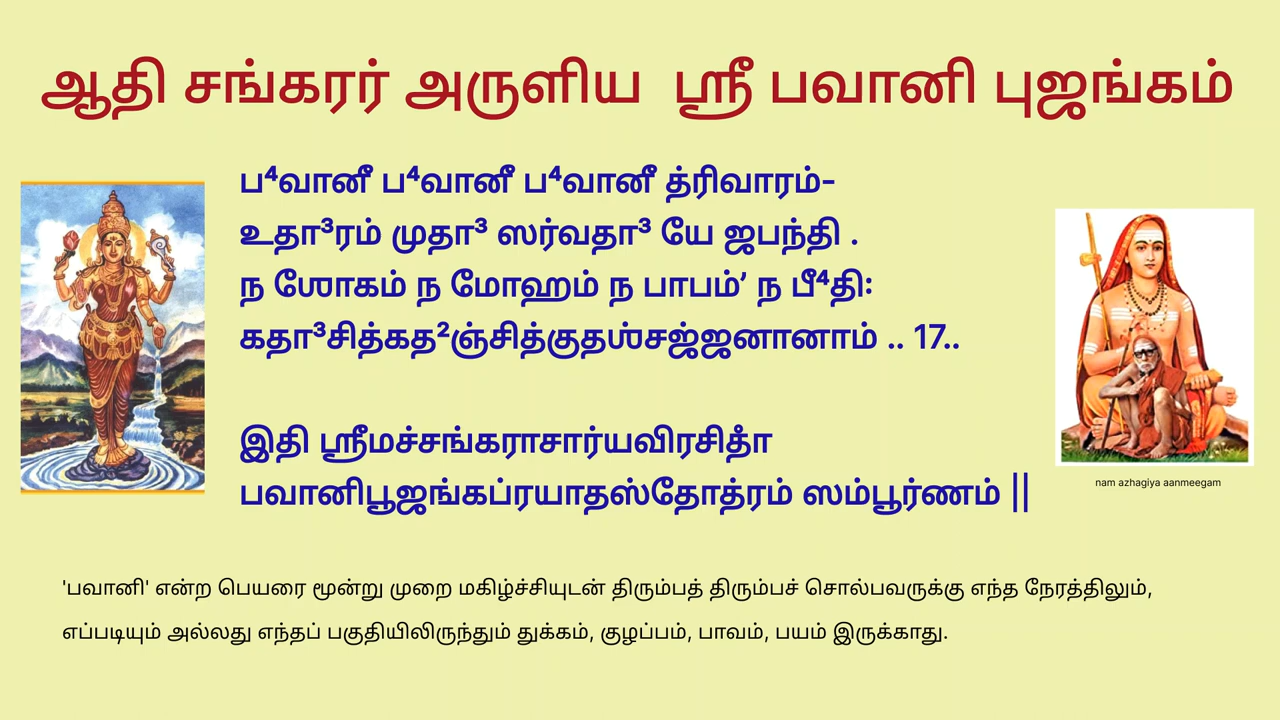 ஆதி சங்கரர் அருளிய ஸ்ரீ பவானி புஜங்கம்
ப⁴வானீ ப⁴வானீ ப⁴வானீ த்ரிவாரம்-
உதா³ரம் முதா³ ஸர்வதா³ யே ஜபந்தி .
ந ஶோகம் ந மோஹம் ந பாபம்ʼ ந பீ⁴தி꞉
கதா³சித்கத²ஞ்சித்குதஶ்சஜ்ஜனானாம் .. 17..
இதி ஸ்ரீமச்சங்கராசார்யவிரசிதீா
பவானிபூஜங்கப்ரயாதஸ்தோத்ரம் ஸம்பூர்ணம் ||
nam azhagiya aanmeegam
'பவானி' என்ற பெயரை மூன்று முறை மகிழ்ச்சியுடன் திரும்பத் திரும்பச் சொல்பவருக்கு எந்த நேரத்திலும்,
எப்படியும் அல்லது எந்தப் பகுதியிலிருந்தும் துக்கம், குழப்பம், பாவம், பயம் இருக்காது.